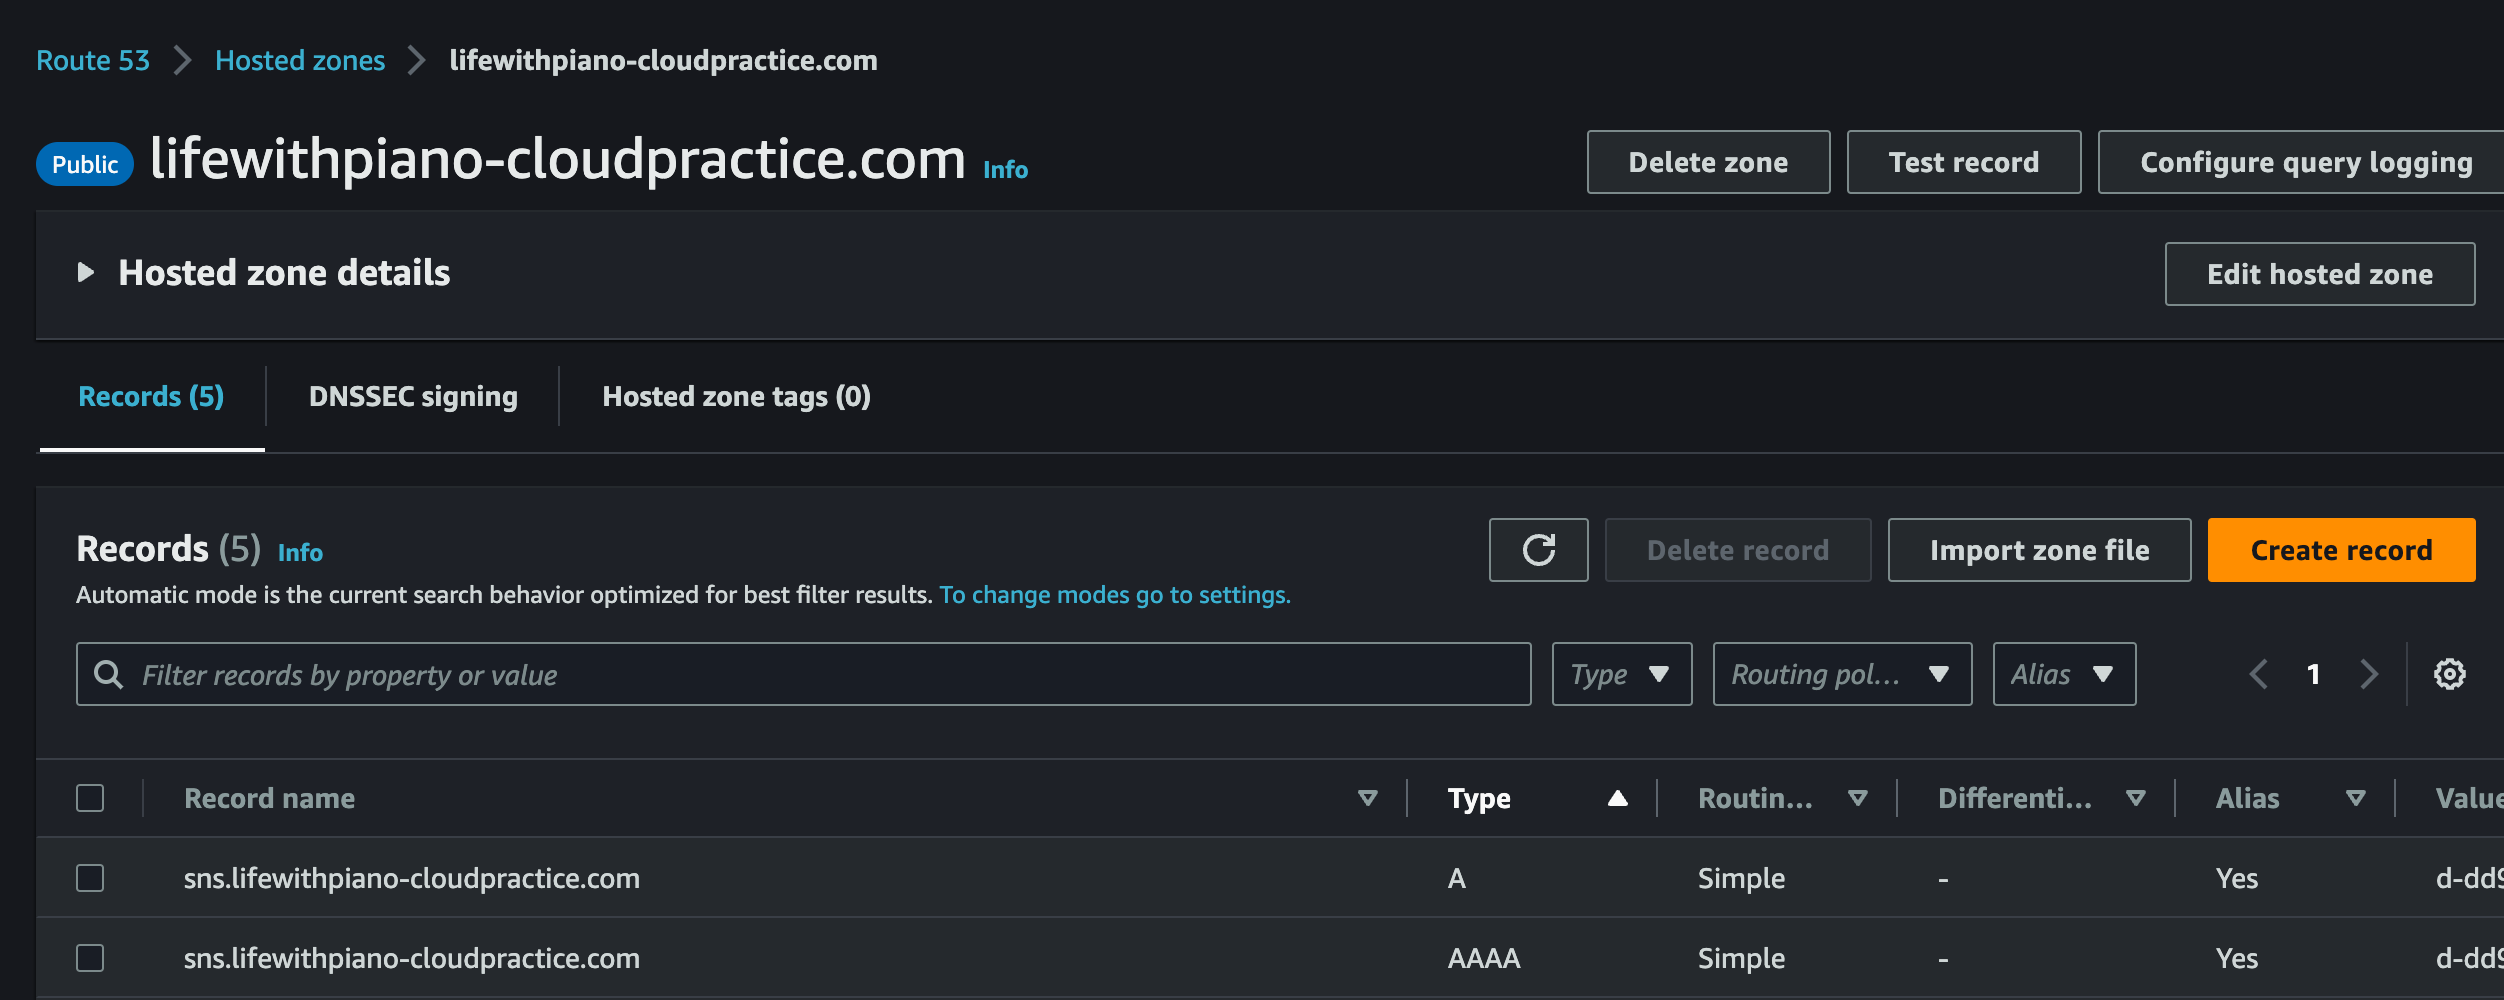 Route 53 Hosted zones lifewithpiano-cloudpractice.com
Public lifewithpiano-cloudpractice.com Info
Delete zone Test record Configure query logging
Hosted zone details Edit hosted zone
Records (5) DNSSEC signing Hosted zone tags (0)
Records (5) Info Delete record Import zone file Create record
Automatic mode is the current search behavior optimized for best filter results. To change modes go to settings.
Filter records by property or value Type Routing pol... Alias 1
Record name Type Routin... Differenti... Alias Value
sns.lifewithpiano-cloudpractice.com A Simple - Yes d-dd9
sns.lifewithpiano-cloudpractice.com AAAA Simple - Yes d-dd9